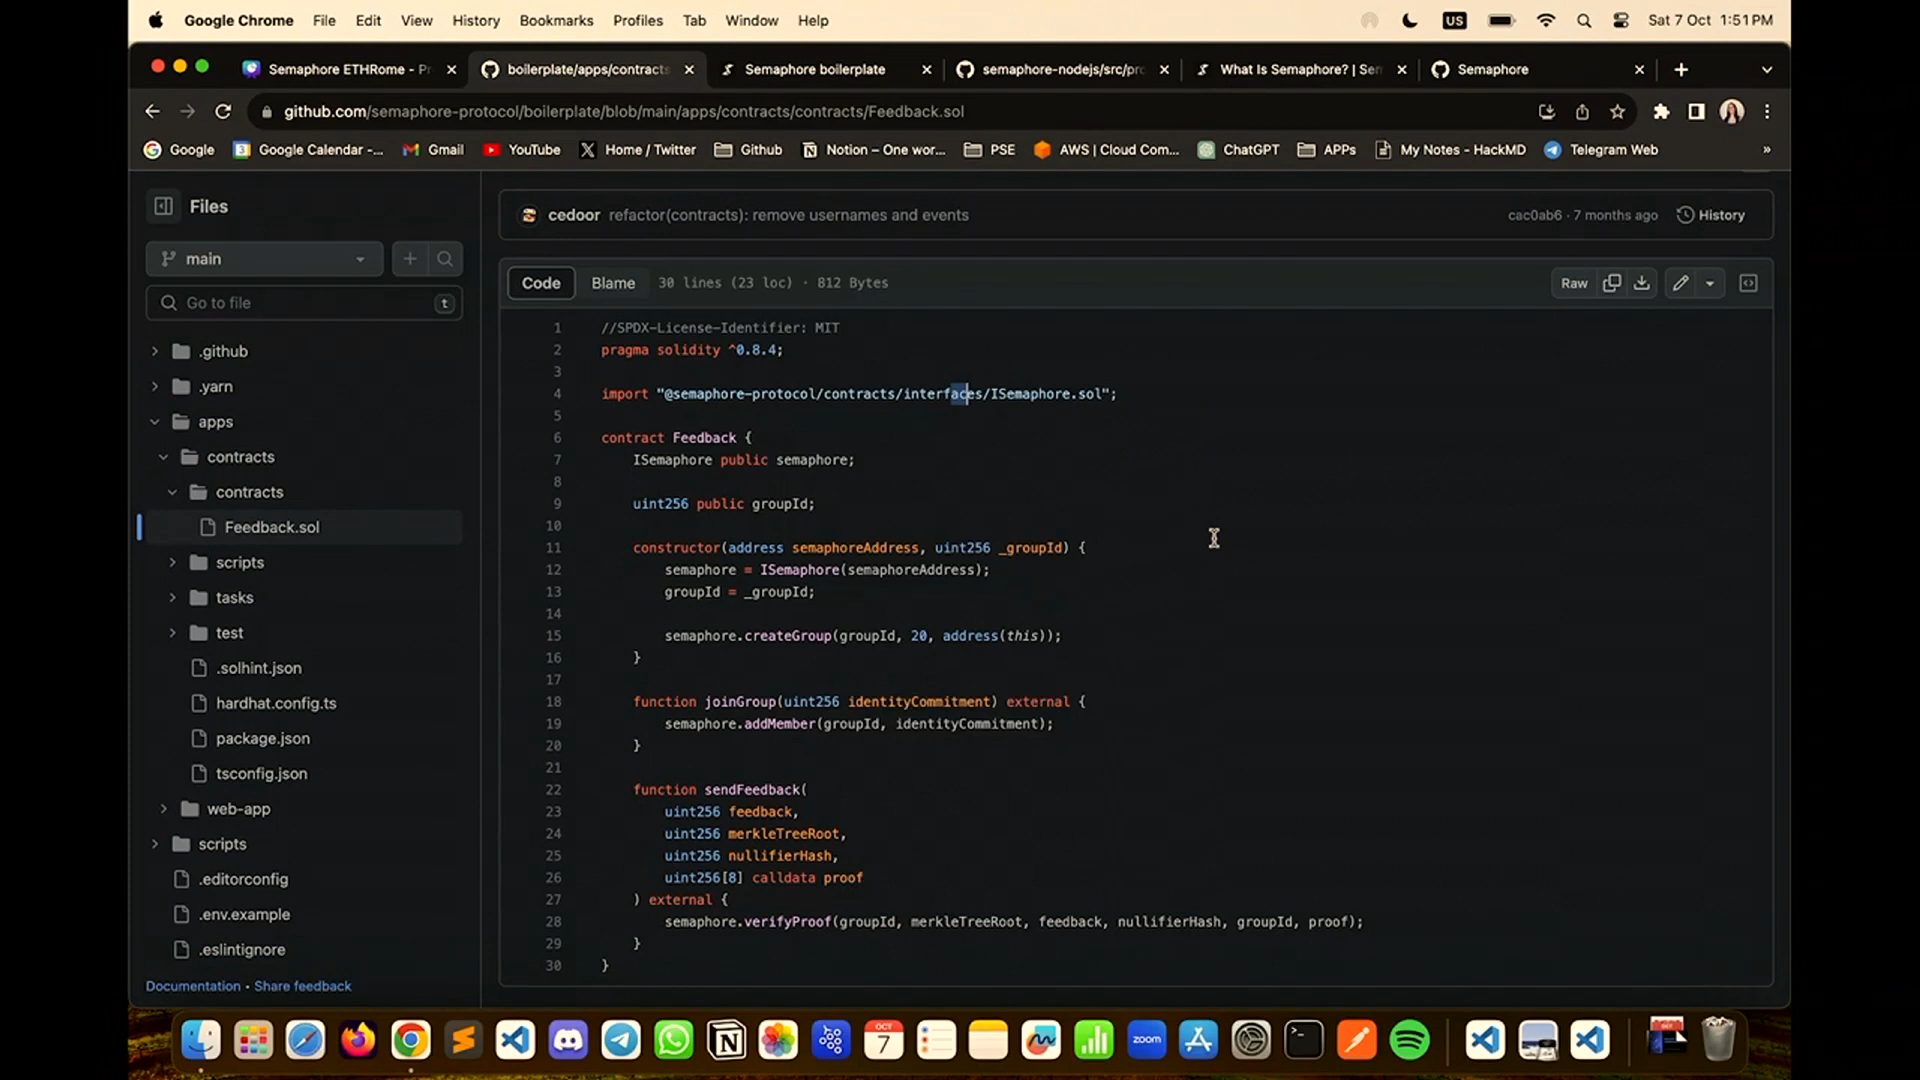 Google Chrome File Edit View History Bookmarks Profiles Tab Window Help US Sat 7 Oct 1:51 PM
Semaphore ETHRome - Pr boilerplate/apps/contracts Semaphore boilerplate semaphore-nodejs/src/pro What Is Semaphore? | Sem Semaphore
github.com/semaphore-protocol/boilerplate/blob/main/apps/contracts/contracts/Feedback.sol
Google Google Calendar -... Gmail YouTube Home / Twitter Github Notion – One wor... PSE AWS | Cloud Com... ChatGPT APPs My Notes - HackMD Telegram Web »
Files
main
Go to file t
.github
.yarn
apps
contracts
contracts
Feedback.sol
scripts
tasks
test
.solhint.json
hardhat.config.ts
package.json
tsconfig.json
web-app
scripts
.editorconfig
.env.example
.eslintignore
Documentation • Share feedback
cedoor refactor(contracts): remove usernames and events cac0ab6 · 7 months ago History
Code Blame 30 lines (23 loc) · 812 Bytes Raw
1 //SPDX-License-Identifier: MIT
2 pragma solidity ^0.8.4;
3
4 import "@semaphore-protocol/contracts/interfaces/ISemaphore.sol";
5
6 contract Feedback {
7 ISemaphore public semaphore;
8
9 uint256 public groupId;
10
11 constructor(address semaphoreAddress, uint256 _groupId) {
12 semaphore = ISemaphore(semaphoreAddress);
13 groupId = _groupId;
14
15 semaphore.createGroup(groupId, 20, address(this));
16 }
17
18 function joinGroup(uint256 identityCommitment) external {
19 semaphore.addMember(groupId, identityCommitment);
20 }
21
22 function sendFeedback(
23 uint256 feedback,
24 uint256 merkleTreeRoot,
25 uint256 nullifierHash,
26 uint256[8] calldata proof
27 ) external {
28 semaphore.verifyProof(groupId, merkleTreeRoot, feedback, nullifierHash, groupId, proof);
29 }
30 }
OCT
7
zoom